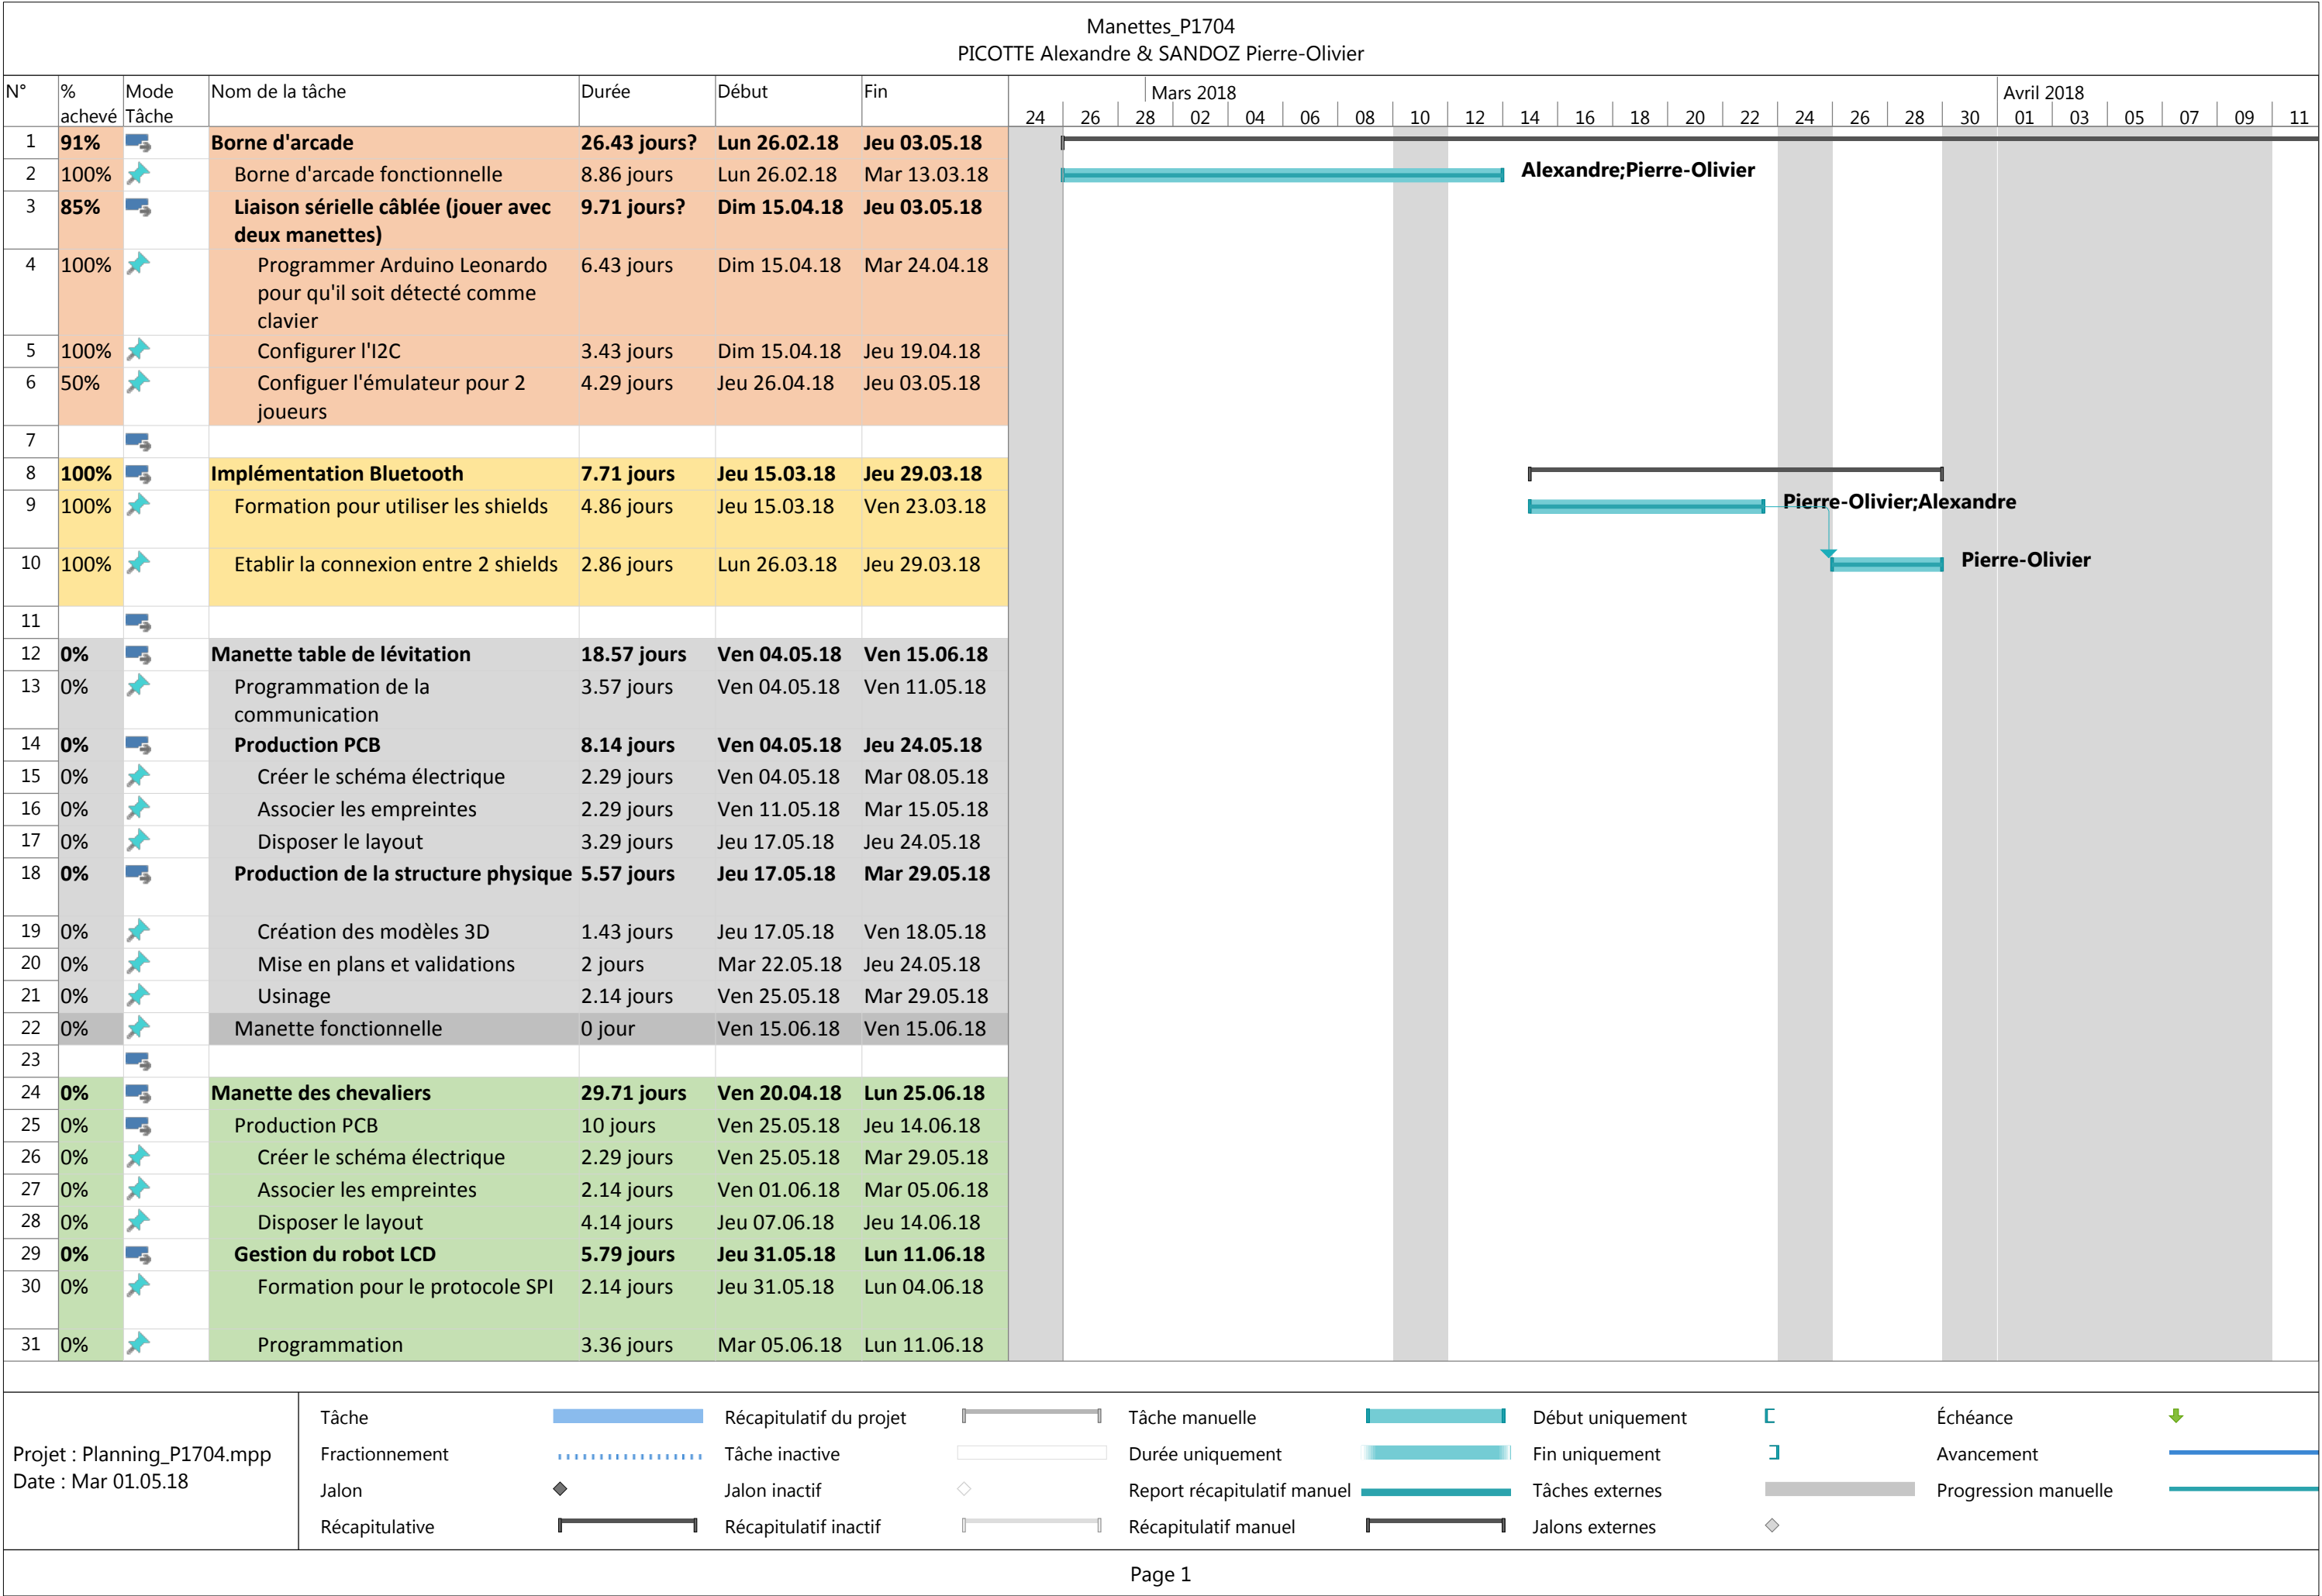 Manettes_P1704
PICOTTE Alexandre & SANDOZ Pierre-Olivier
N° % Mode Nom de la tâche Durée Début Fin Mars 2018 Avril 2018
achevé Tâche 24 26 28 02 04 06 08 10 12 14 16 18 20 22 24 26 28 30 01 03 05 07 09 11
1 91% Borne d'arcade 26.43 jours? Lun 26.02.18 Jeu 03.05.18
2 100% Borne d'arcade fonctionnelle 8.86 jours Lun 26.02.18 Mar 13.03.18 Alexandre;Pierre-Olivier
3 85% Liaison sérielle câblée (jouer avec 9.71 jours? Dim 15.04.18 Jeu 03.05.18
deux manettes)
4 100% Programmer Arduino Leonardo 6.43 jours Dim 15.04.18 Mar 24.04.18
pour qu'il soit détecté comme
clavier
5 100% Configurer l'I2C 3.43 jours Dim 15.04.18 Jeu 19.04.18
6 50% Configuer l'émulateur pour 2 4.29 jours Jeu 26.04.18 Jeu 03.05.18
joueurs
7
8 100% Implémentation Bluetooth 7.71 jours Jeu 15.03.18 Jeu 29.03.18
9 100% Formation pour utiliser les shields 4.86 jours Jeu 15.03.18 Ven 23.03.18 Pierre-Olivier;Alexandre
10 100% Etablir la connexion entre 2 shields 2.86 jours Lun 26.03.18 Jeu 29.03.18 Pierre-Olivier
11
12 0% Manette table de lévitation 18.57 jours Ven 04.05.18 Ven 15.06.18
13 0% Programmation de la 3.57 jours Ven 04.05.18 Ven 11.05.18
communication
14 0% Production PCB 8.14 jours Ven 04.05.18 Jeu 24.05.18
15 0% Créer le schéma électrique 2.29 jours Ven 04.05.18 Mar 08.05.18
16 0% Associer les empreintes 2.29 jours Ven 11.05.18 Mar 15.05.18
17 0% Disposer le layout 3.29 jours Jeu 17.05.18 Jeu 24.05.18
18 0% Production de la structure physique 5.57 jours Jeu 17.05.18 Mar 29.05.18
19 0% Création des modèles 3D 1.43 jours Jeu 17.05.18 Ven 18.05.18
20 0% Mise en plans et validations 2 jours Mar 22.05.18 Jeu 24.05.18
21 0% Usinage 2.14 jours Ven 25.05.18 Mar 29.05.18
22 0% Manette fonctionnelle 0 jour Ven 15.06.18 Ven 15.06.18
23
24 0% Manette des chevaliers 29.71 jours Ven 20.04.18 Lun 25.06.18
25 0% Production PCB 10 jours Ven 25.05.18 Jeu 14.06.18
26 0% Créer le schéma électrique 2.29 jours Ven 25.05.18 Mar 29.05.18
27 0% Associer les empreintes 2.14 jours Ven 01.06.18 Mar 05.06.18
28 0% Disposer le layout 4.14 jours Jeu 07.06.18 Jeu 14.06.18
29 0% Gestion du robot LCD 5.79 jours Jeu 31.05.18 Lun 11.06.18
30 0% Formation pour le protocole SPI 2.14 jours Jeu 31.05.18 Lun 04.06.18
31 0% Programmation 3.36 jours Mar 05.06.18 Lun 11.06.18
Projet : Planning_P1704.mpp
Date : Mar 01.05.18
Tâche Récapitulatif du projet Tâche manuelle Début uniquement Échéance
Fractionnement Tâche inactive Durée uniquement Fin uniquement Avancement
Jalon Jalon inactif Report récapitulatif manuel Tâches externes Progression manuelle
Récapitulative Récapitulatif inactif Récapitulatif manuel Jalons externes
Page 1